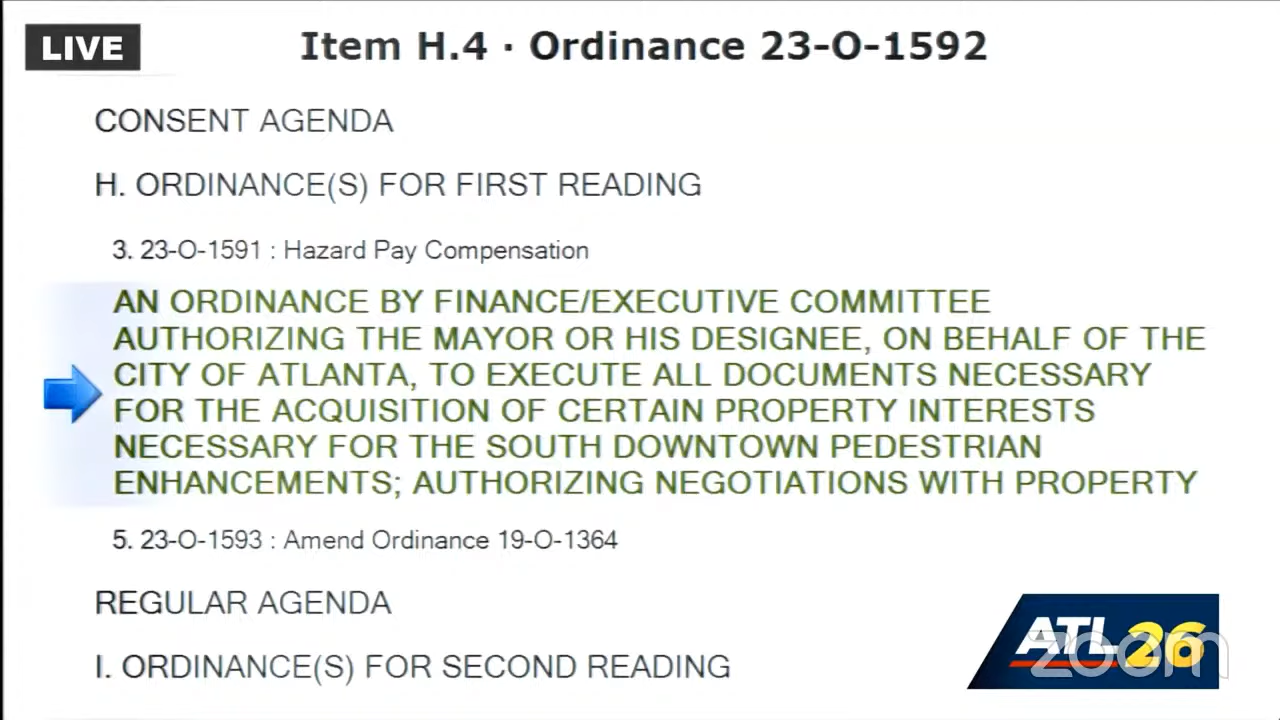 LIVE
Item H.4 · Ordinance 23-O-1592
CONSENT AGENDA
H. ORDINANCE(S) FOR FIRST READING
3. 23-O-1591 : Hazard Pay Compensation
AN ORDINANCE BY FINANCE/EXECUTIVE COMMITTEE
AUTHORIZING THE MAYOR OR HIS DESIGNEE, ON BEHALF OF THE
CITY OF ATLANTA, TO EXECUTE ALL DOCUMENTS NECESSARY
FOR THE ACQUISITION OF CERTAIN PROPERTY INTERESTS
NECESSARY FOR THE SOUTH DOWNTOWN PEDESTRIAN
ENHANCEMENTS; AUTHORIZING NEGOTIATIONS WITH PROPERTY
5. 23-O-1593 : Amend Ordinance 19-O-1364
REGULAR AGENDA
I. ORDINANCE(S) FOR SECOND READING
ATL 26
zoom